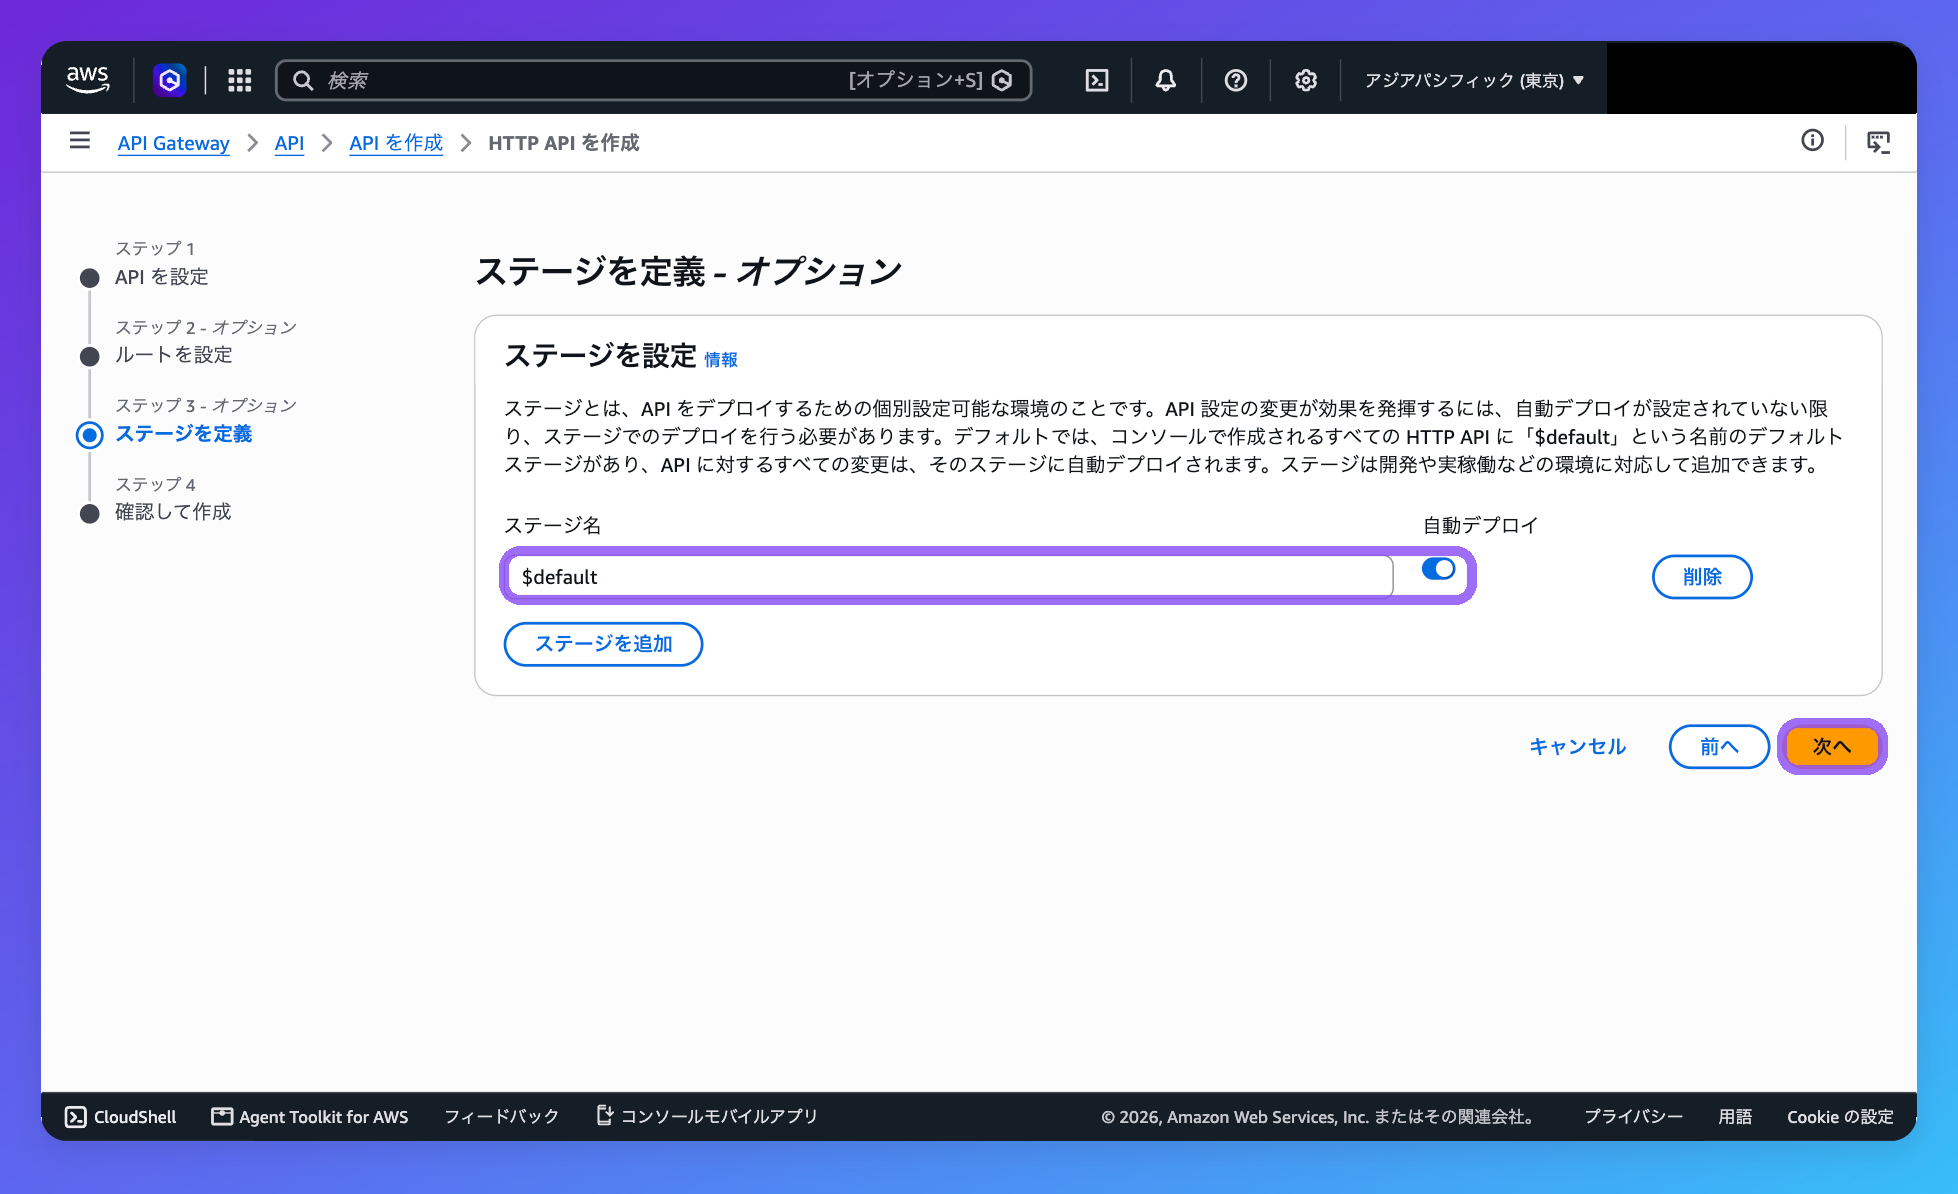 aws
検索
[オプション+S]
アジアパシフィック (東京) ▼
API Gateway > API > API を作成 > HTTP API を作成
ステップ 1
API を設定
ステップ 2 - オプション
ルートを設定
ステップ 3 - オプション
ステージを定義
ステップ 4
確認して作成
ステージを定義 - オプション
ステージを設定 情報
ステージとは、API をデプロイするための個別設定可能な環境のことです。API 設定の変更が効果を発揮するには、自動デプロイが設定されていない限
り、ステージでのデプロイを行う必要があります。デフォルトでは、コンソールで作成されるすべての HTTP API に「$default」という名前のデフォルト
ステージがあり、API に対するすべての変更は、そのステージに自動デプロイされます。ステージは開発や実稼働などの環境に対応して追加できます。
ステージ名
自動デプロイ
$default
削除
ステージを追加
キャンセル
前へ
次へ
CloudShell
Agent Toolkit for AWS
フィードバック
コンソールモバイルアプリ
© 2026, Amazon Web Services, Inc. またはその関連会社。
プライバシー
用語
Cookie の設定